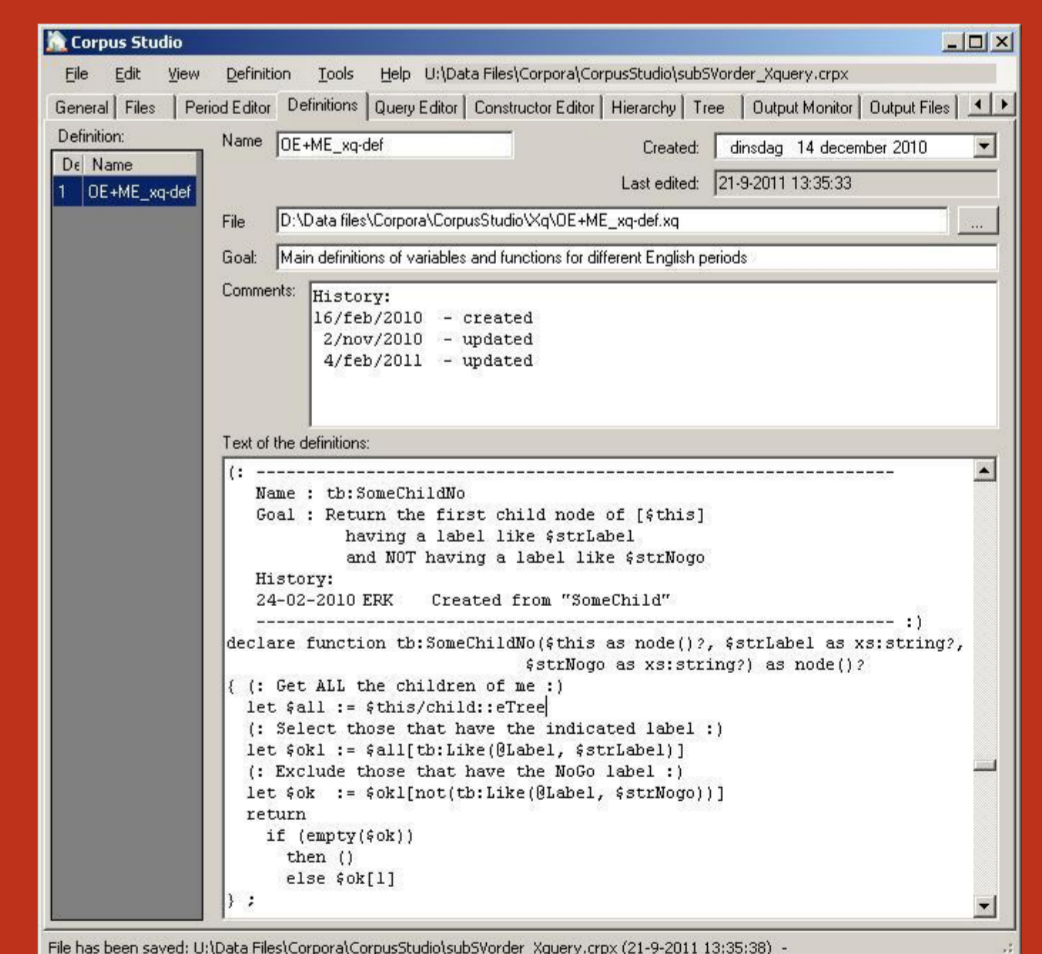 Corpus Studio
File Edit View Definition Tools Help U:\Data Files\Corpora\CorpusStudio\subSVorder_Xquery.crpx
General Files Period Editor Definitions Query Editor Constructor Editor Hierarchy Tree Output Monitor Output Files
Definition:
De Name
1 OE+ME_xq-def
Name OE+ME_xq-def
Created: dinsdag 14 december 2010
Last edited: 21-9-2011 13:35:33
File D:\Data files\Corpora\CorpusStudio\Xq\OE+ME_xq-def.xq ...
Goal: Main definitions of variables and functions for different English periods
Comments: History:
16/feb/2010 - created
2/nov/2010 - updated
4/feb/2011 - updated
Text of the definitions:
(: ----------------------------------------------------------------
Name : tb:SomeChildNo
Goal : Return the first child node of [$this]
having a label like $strLabel
and NOT having a label like $strNogo
History:
24-02-2010 ERK Created from "SomeChild"
---------------------------------------------------------------- :)
declare function tb:SomeChildNo($this as node()?, $strLabel as xs:string?,
$strNogo as xs:string?) as node()?
{ (: Get ALL the children of me :)
let $all := $this/child::eTree
(: Select those that have the indicated label :)
let $ok1 := $all[tb:Like(@Label, $strLabel)]
(: Exclude those that have the NoGo label :)
let $ok := $ok1[not(tb:Like(@Label, $strNogo))]
return
if (empty($ok))
then ()
else $ok[1]
} ;
File has been saved: U:\Data Files\Corpora\CorpusStudio\subSVorder_Xquery.crpx (21-9-2011 13:35:38) -